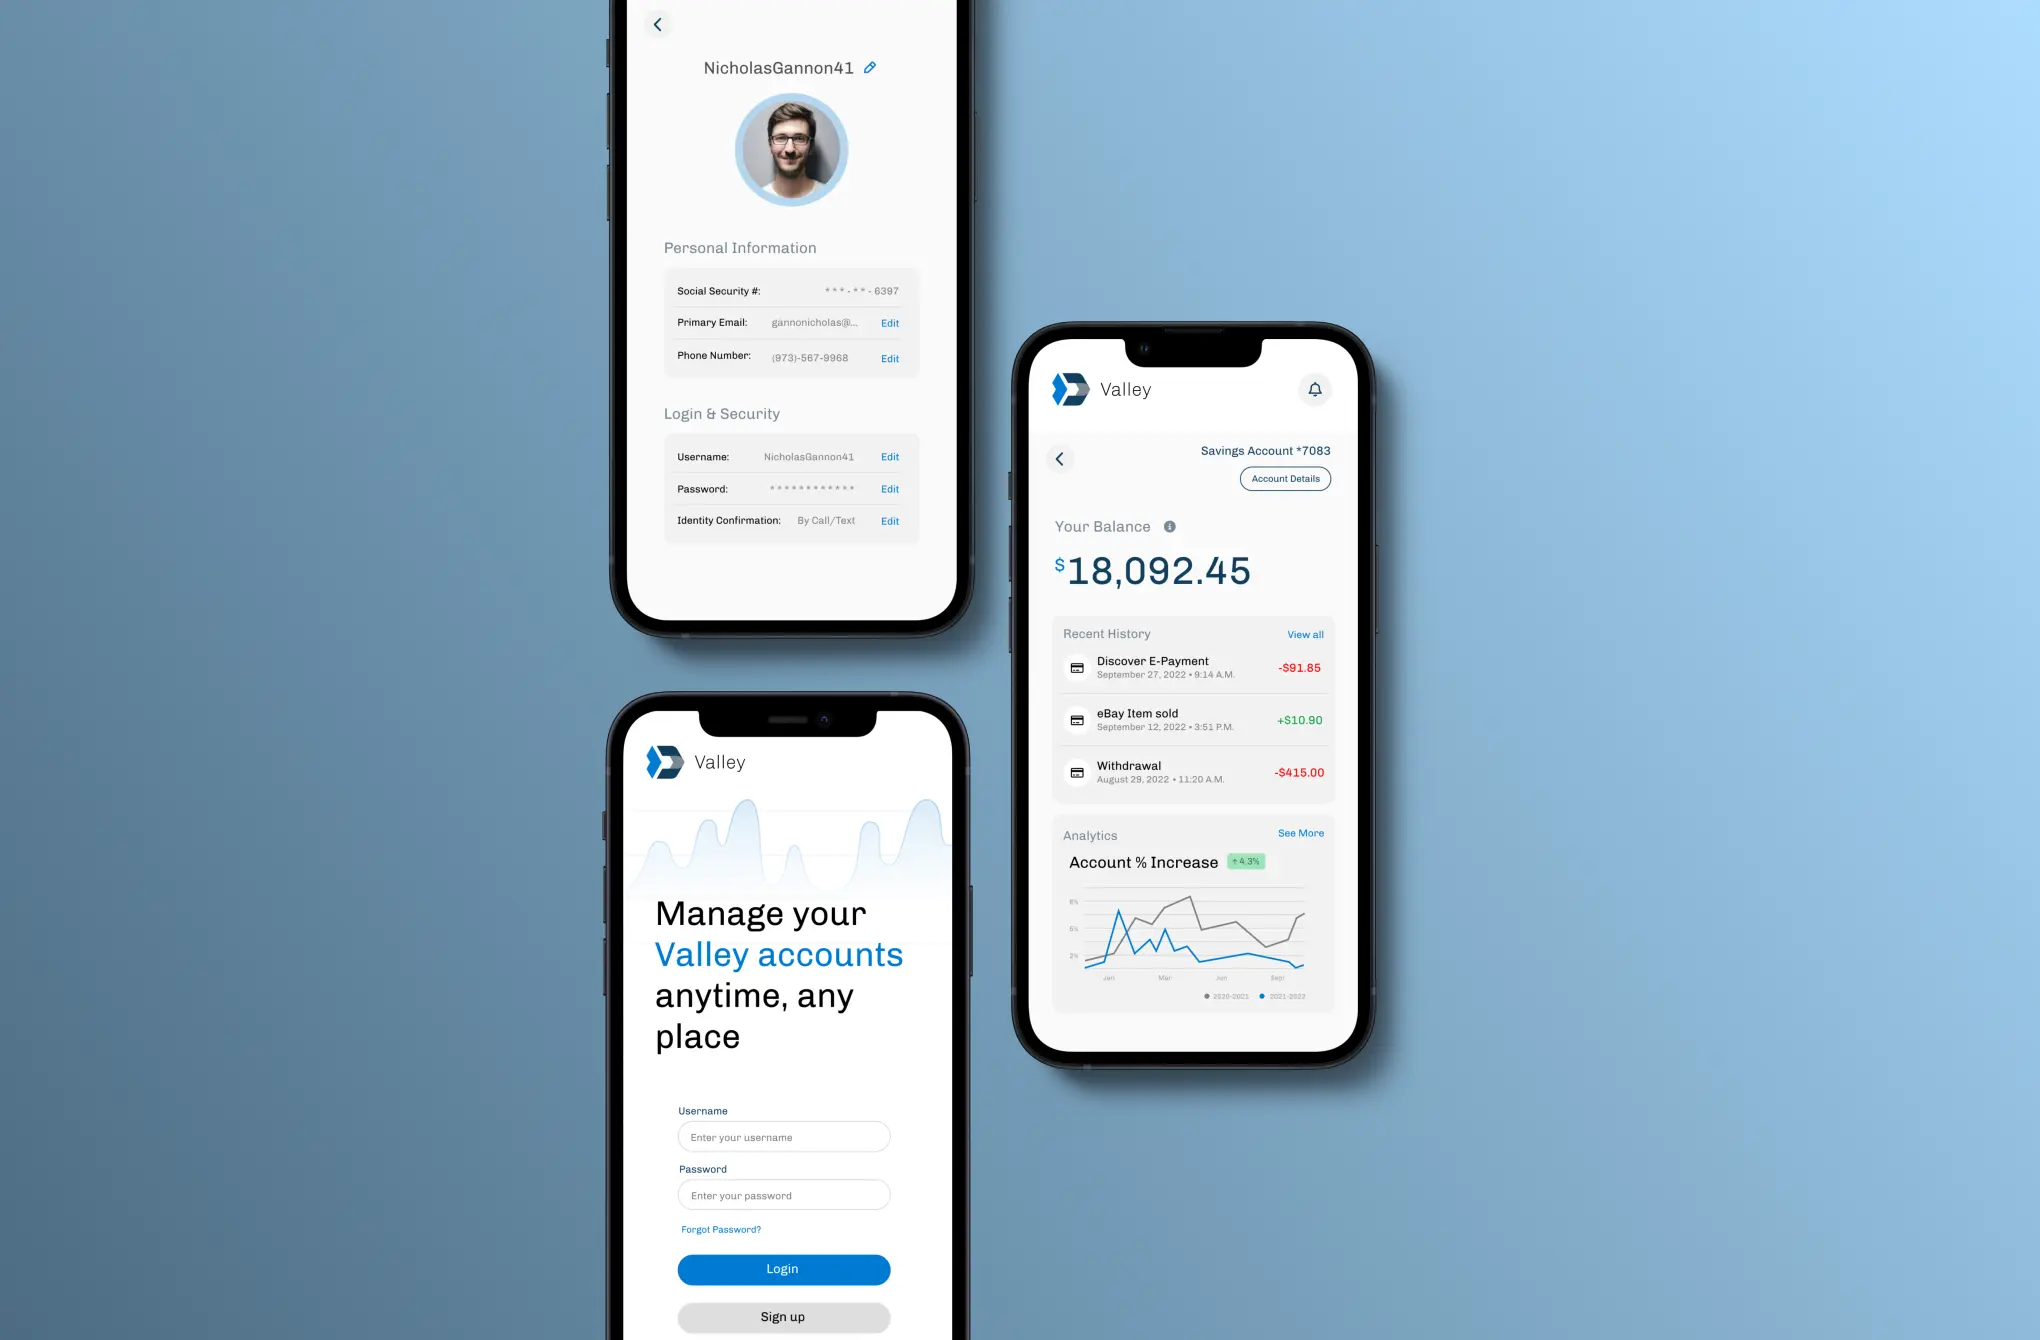 NicholasGannon41
Personal Information
Social Security #: ***-**-6397
Primary Email: gannonicholas@... Edit
Phone Number: (973)-567-9968 Edit
Login & Security
Username: NicholasGannon41 Edit
Password: ************ Edit
Identity Confirmation: By Call/Text Edit
Valley
Manage your
Valley accounts
anytime, any
place
Username
Enter your username
Password
Enter your password
Forgot Password?
Login
Sign up
Valley
Savings Account *7083
Account Details
Your Balance
$18,092.45
Recent History View all
Discover E-Payment -$91.85
September 27, 2022 • 9:14 A.M.
eBay Item sold +$10.90
September 12, 2022 • 3:51 P.M.
Withdrawal -$415.00
August 29, 2022 • 11:20 A.M.
Analytics See More
Account % Increase ↑4.3%
8%
5%
2%
Jan Mar Jun Sept
2020-2021 2021-2022